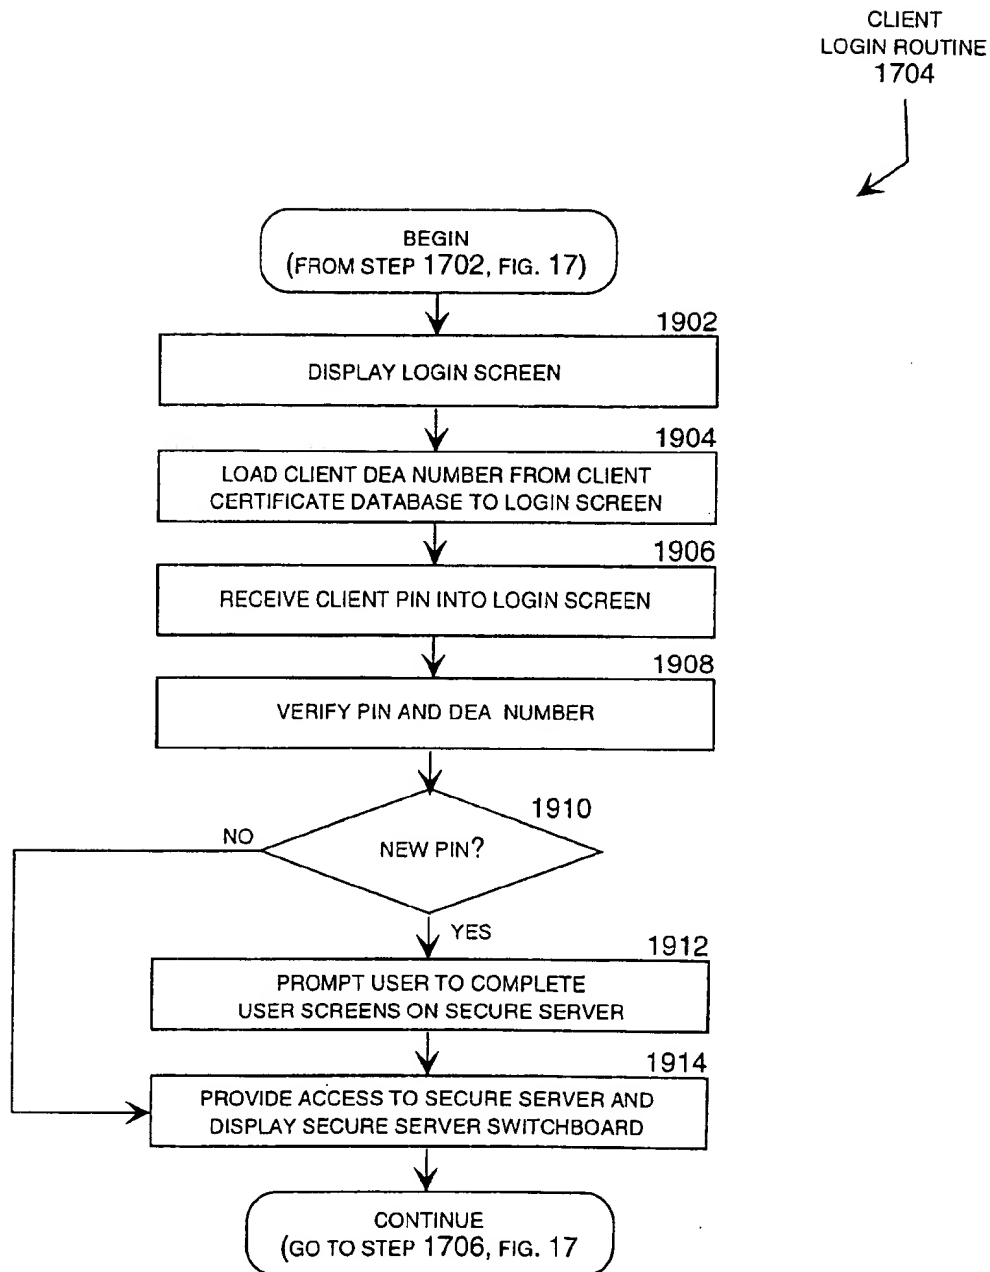 CLIENT
LOGIN ROUTINE
1704
BEGIN
(FROM STEP 1702, FIG. 17)
1902
DISPLAY LOGIN SCREEN
1904
LOAD CLIENT DEA NUMBER FROM CLIENT
CERTIFICATE DATABASE TO LOGIN SCREEN
1906
RECEIVE CLIENT PIN INTO LOGIN SCREEN
1908
VERIFY PIN AND DEA NUMBER
1910
NO
NEW PIN?
YES
1912
PROMPT USER TO COMPLETE
USER SCREENS ON SECURE SERVER
1914
PROVIDE ACCESS TO SECURE SERVER AND
DISPLAY SECURE SERVER SWITCHBOARD
CONTINUE
(GO TO STEP 1706, FIG. 17